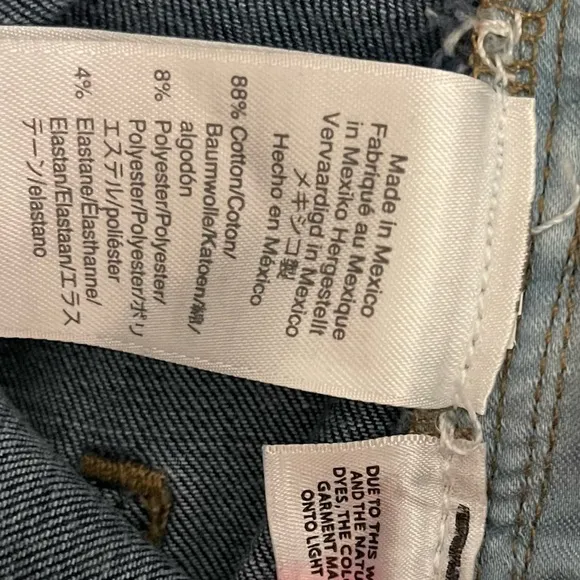 Made in Mexico
Fabriqué au Mexique
in Mexiko Hergestellt
Vervaardigd in Mexico
メキシコ製
Hecho en México
88% Cotton/Coton/
Baumwolle/Katoen/綿/
algodón
8% Polyester/Polyester/
Polyester/Polyester/ポリ
エステル/poliéster
4% Elastane/Élasthanne/
Elastan/Elastaan/エラス
テーン/elastano
DUE TO THIS W
AND THE NATU
DYES, THE COL
GARMENT MA
ONTO LIGHT